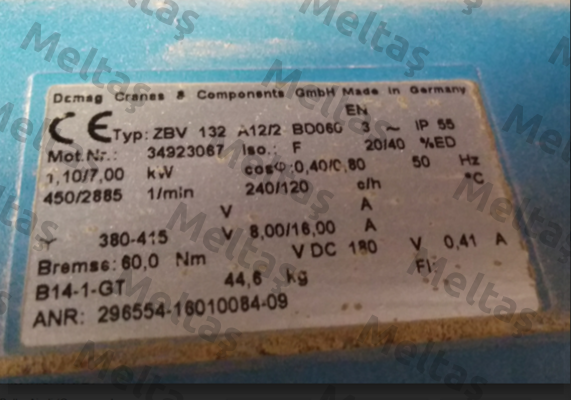 Demag Cranes & Components GmbH Made in Germany
EN
CE Typ: ZBV 132 A12/2 B0060 3 ~ IP 55
Mot.Nr.: 34923067 Iso.: F 20/40 %ED
1,10/7,00 kW cosφ:0,40/0,80 50 Hz
450/2885 1/min 240/120 c/h °C
V A
Y 380-415 V 8,00/16,00 A
Bremse: 60,0 Nm V DC 180 V 0,41 A
B14-1-GT 44,6 kg FI:
ANR: 296554-16010084-09
Meltaş